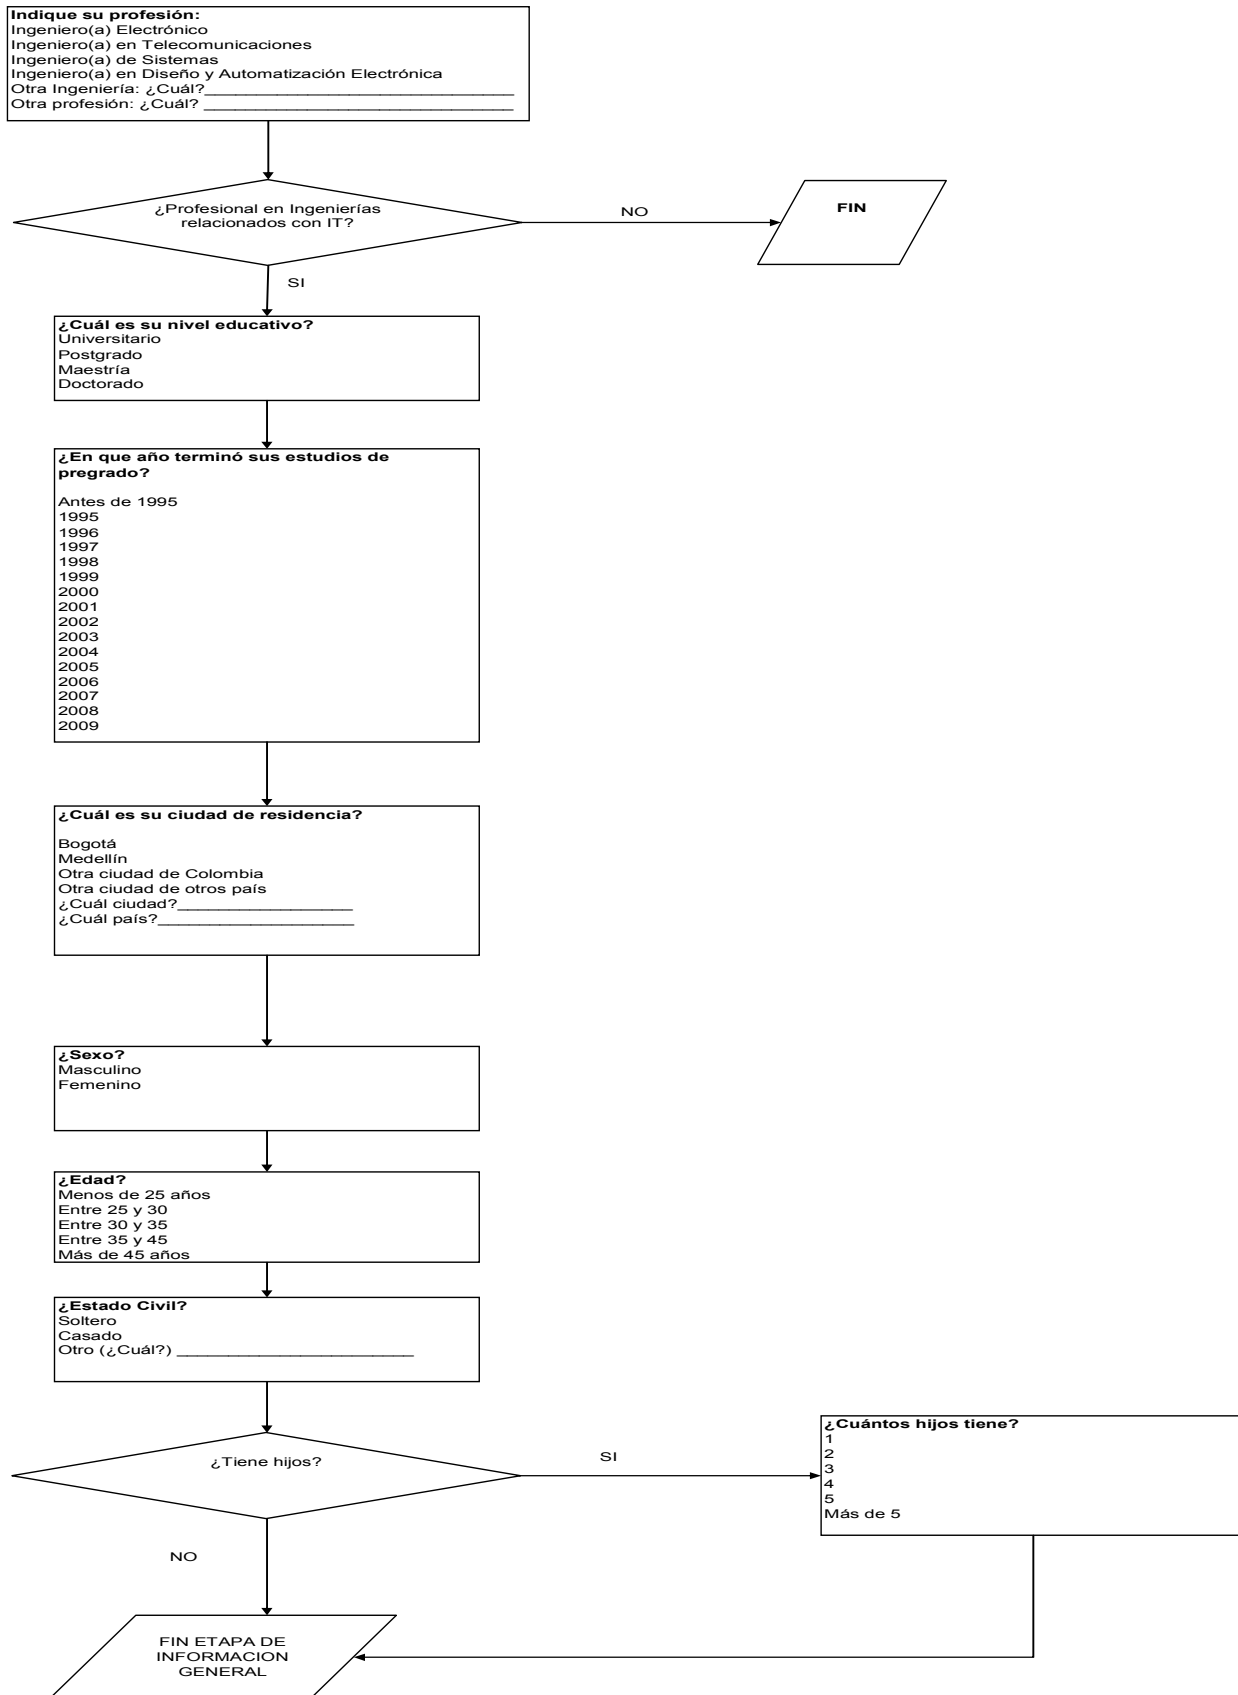 Indique su profesión:
Ingeniero(a) Electrónico
Ingeniero(a) en Telecomunicaciones
Ingeniero(a) de Sistemas
Ingeniero(a) en Diseño y Automatización Electrónica
Otra Ingeniería: ¿Cuál?______________________________
Otra profesión: ¿Cuál? ______________________________
¿Profesional en Ingenierías
relacionados con IT?
NO
FIN
SI
¿Cuál es su nivel educativo?
Universitario
Postgrado
Maestría
Doctorado
¿En que año terminó sus estudios de
pregrado?
Antes de 1995
1995
1996
1997
1998
1999
2000
2001
2002
2003
2004
2005
2006
2007
2008
2009
¿Cuál es su ciudad de residencia?
Bogotá
Medellín
Otra ciudad de Colombia
Otra ciudad de otros país
¿Cuál ciudad?_________________
¿Cuál país?___________________
¿Sexo?
Masculino
Femenino
¿Edad?
Menos de 25 años
Entre 25 y 30
Entre 30 y 35
Entre 35 y 45
Más de 45 años
¿Estado Civil?
Soltero
Casado
Otro (¿Cuál?) _______________________
¿Tiene hijos?
SI
¿Cuántos hijos tiene?
1
2
3
4
5
Más de 5
NO
FIN ETAPA DE
INFORMACION
GENERAL